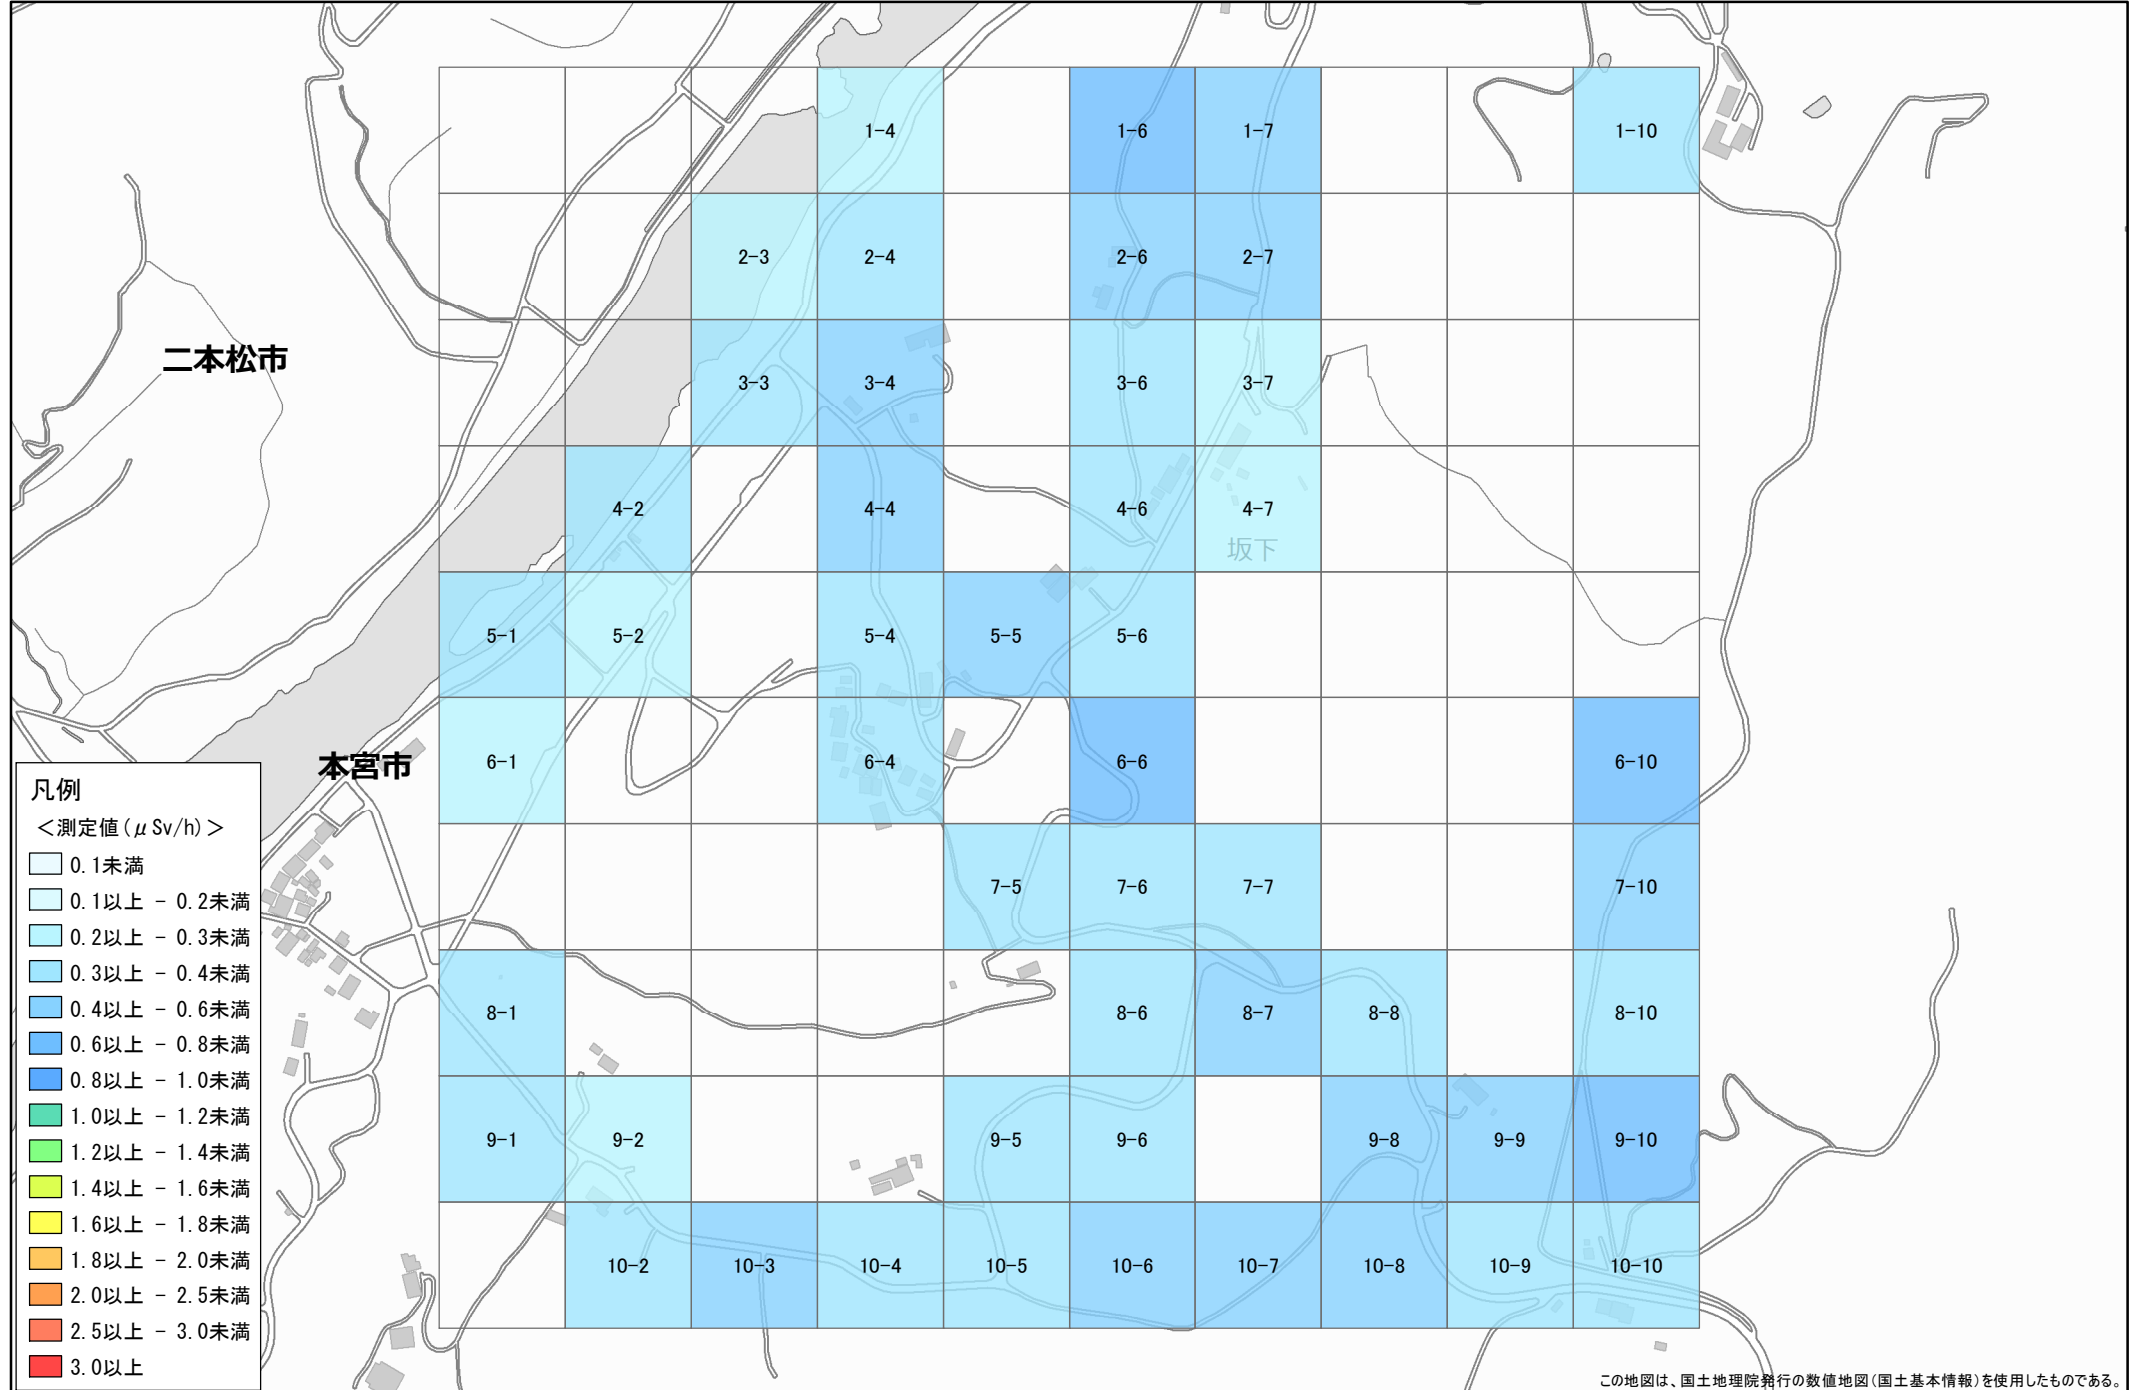 1-4 1-6 1-7 1-10
2-3 2-4 2-6 2-7
二本松市
3-3 3-4 3-6 3-7
4-2 4-4 4-6 4-7
坂下
5-1 5-2 5-4 5-5 5-6
本宮市
6-1 6-4 6-6 6-10
7-5 7-6 7-7 7-10
8-1 8-6 8-7 8-8 8-10
9-1 9-2 9-5 9-6 9-8 9-9 9-10
10-2 10-3 10-4 10-5 10-6 10-7 10-8 10-9 10-10
凡例
＜測定値(μSv/h)＞
0.1未満
0.1以上 - 0.2未満
0.2以上 - 0.3未満
0.3以上 - 0.4未満
0.4以上 - 0.6未満
0.6以上 - 0.8未満
0.8以上 - 1.0未満
1.0以上 - 1.2未満
1.2以上 - 1.4未満
1.4以上 - 1.6未満
1.6以上 - 1.8未満
1.8以上 - 2.0未満
2.0以上 - 2.5未満
2.5以上 - 3.0未満
3.0以上
この地図は、国土地理院発行の数値地図(国土基本情報)を使用したものである。